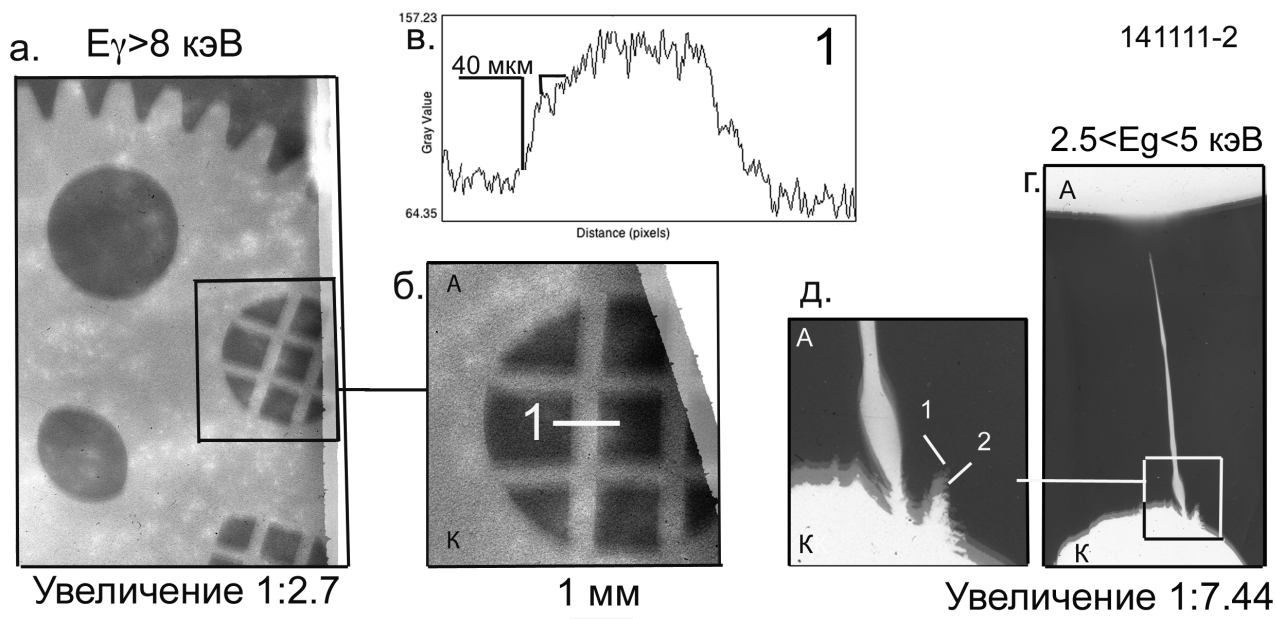 а.
Eγ>8 кэВ
Увеличение 1:2.7
в.
157.23
Gray Value
64.35
40 мкм
1
Distance (pixels)
б.
А
1
К
1 мм
141111-2
д.
А
1
2
К
2.5<Eg<5 кэВ
г.
А
К
Увеличение 1:7.44